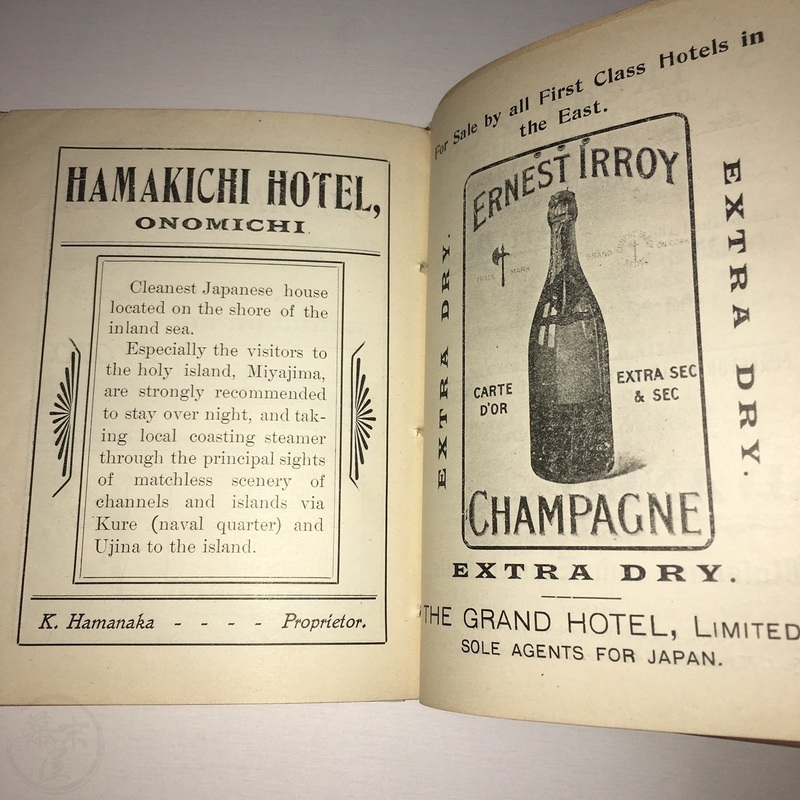 HAMAKICHI HOTEL,
ONOMICHI.
Cleanest Japanese house
located on the shore of the
inland sea.
Especially the visitors to
the holy island, Miyajima,
are strongly recommended
to stay over night, and tak-
ing local coasting steamer
through the principal sights
of matchless scenery of
channels and islands via
Kure (naval quarter) and
Ujina to the island.
K. Hamanaka - - - - Proprietor.
For Sale by all First Class Hotels in
the East.
EXTRA DRY.
ERNEST IRROY
TRADE MARK
BRAND
ON CORK
CARTE
D'OR
EXTRA SEC
& SEC
CHAMPAGNE
EXTRA DRY.
EXTRA DRY.
THE GRAND HOTEL, LIMITED
SOLE AGENTS FOR JAPAN.